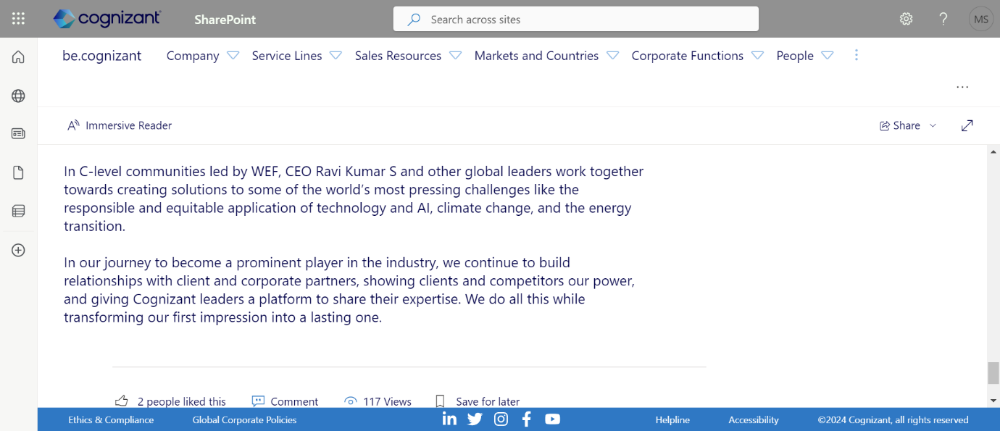 cognizant
SharePoint
Search across sites
?
MS
be.cognizant
Company
Service Lines
Sales Resources
Markets and Countries
Corporate Functions
People
...
Immersive Reader
Share
In C-level communities led by WEF, CEO Ravi Kumar S and other global leaders work together
towards creating solutions to some of the world’s most pressing challenges like the
responsible and equitable application of technology and AI, climate change, and the energy
transition.
In our journey to become a prominent player in the industry, we continue to build
relationships with client and corporate partners, showing clients and competitors our power,
and giving Cognizant leaders a platform to share their expertise. We do all this while
transforming our first impression into a lasting one.
2 people liked this
Comment
117 Views
Save for later
Ethics & Compliance
Global Corporate Policies
Helpline
Accessibility
©2024 Cognizant, all rights reserved